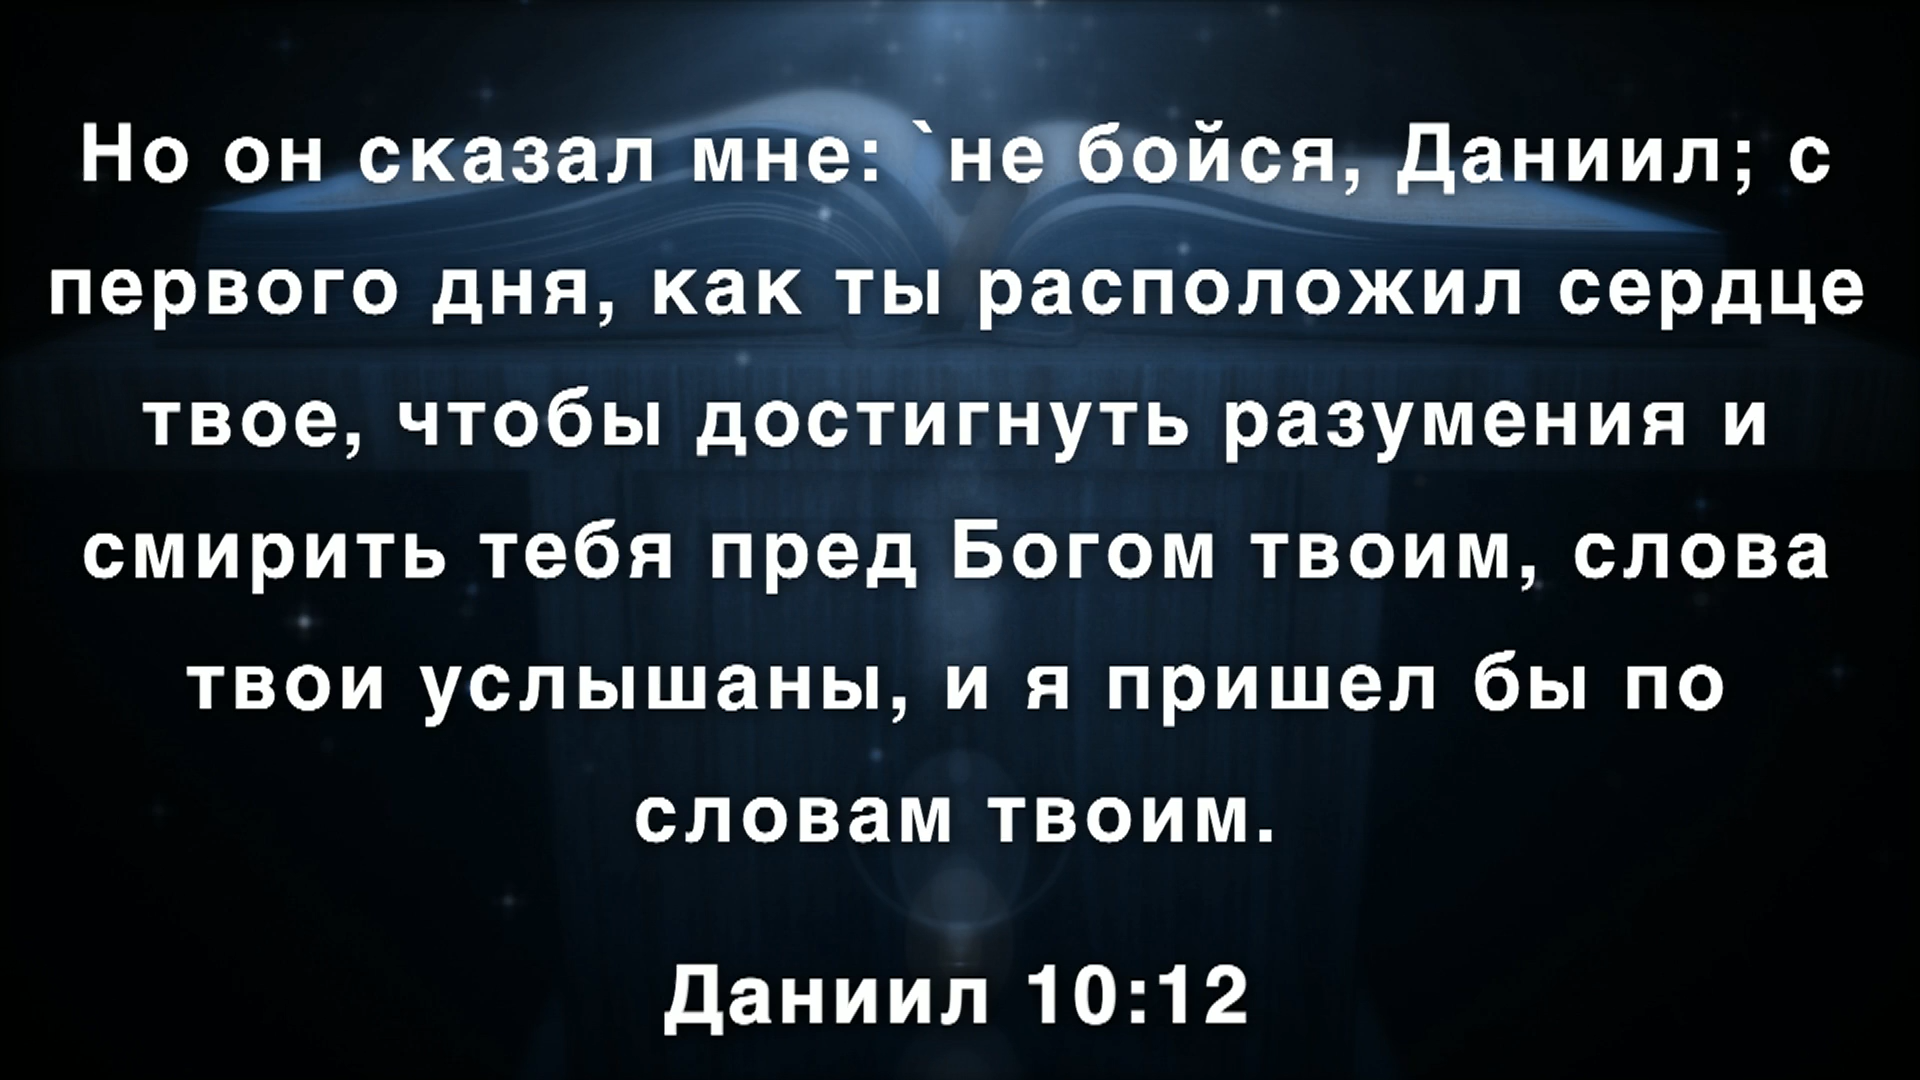 Но он сказал мне: `не бойся, Даниил; с
первого дня, как ты расположил сердце
твое, чтобы достигнуть разумения и
смирить тебя пред Богом твоим, слова
твои услышаны, и я пришел бы по
словам твоим.
Даниил 10:12